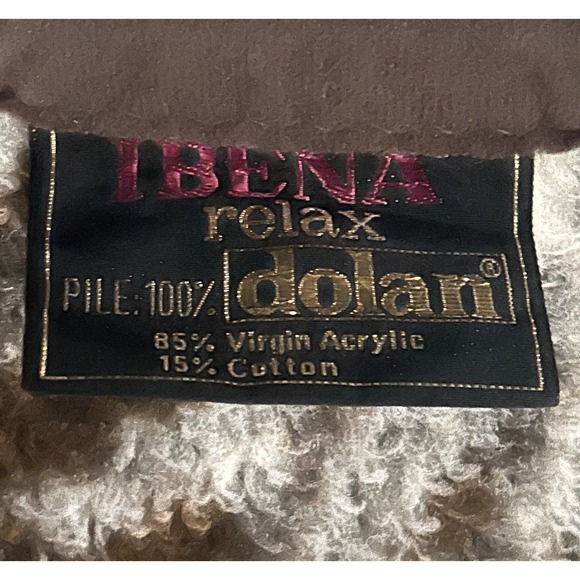 IBENA
relax
PILE: 100% dolan®
85% Virgin Acrylic
15% Cotton